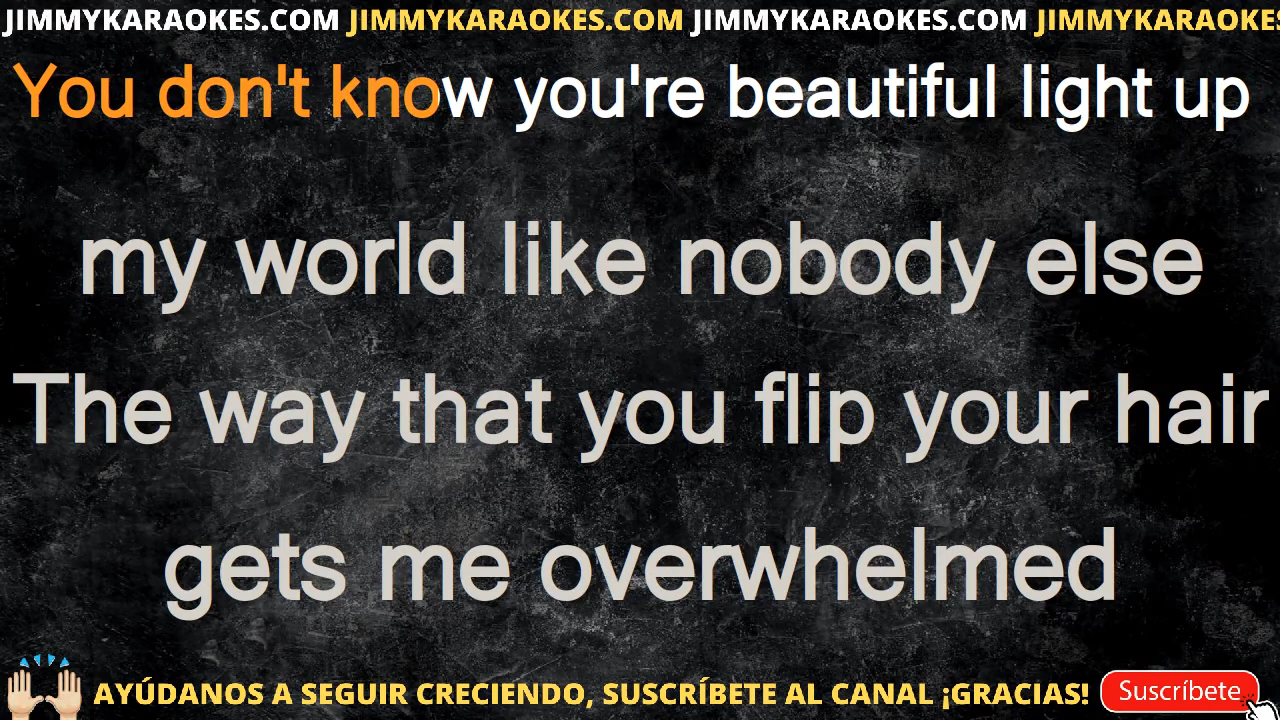 JIMMYKARAOKES.COM JIMMYKARAOKES.COM JIMMYKARAOKES.COM JIMMYKARAOKES
You don't know you're beautiful light up
my world like nobody else
The way that you flip your hair
gets me overwhelmed
AYÚDANOS A SEGUIR CRECIENDO, SUSCRÍBETE AL CANAL ¡GRACIAS! Suscríbete